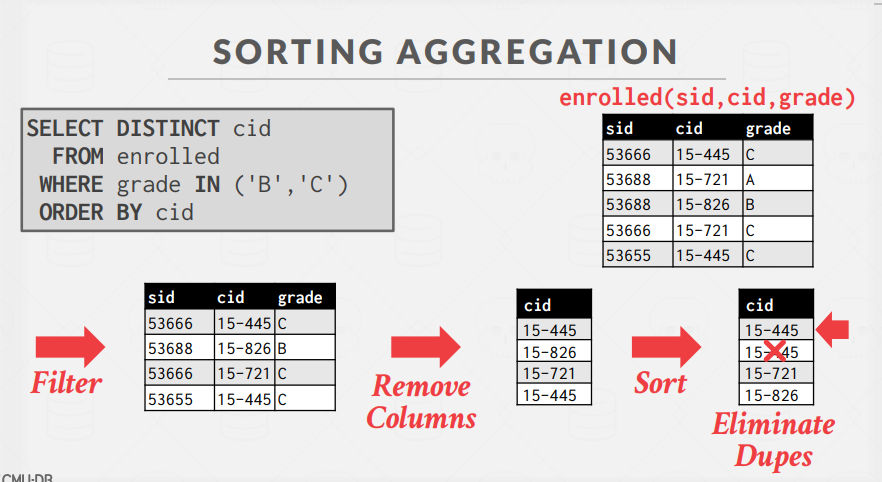 SORTING AGGREGATION
enrolled(sid,cid,grade)
SELECT DISTINCT cid
FROM enrolled
WHERE grade IN ('B','C')
ORDER BY cid
sid cid grade
53666 15-445 C
53688 15-721 A
53688 15-826 B
53666 15-721 C
53655 15-445 C
Filter
sid cid grade
53666 15-445 C
53688 15-826 B
53666 15-721 C
53655 15-445 C
Remove
Columns
cid
15-445
15-826
15-721
15-445
Sort
cid
15-445
15-445
15-721
15-826
Eliminate
Dupes